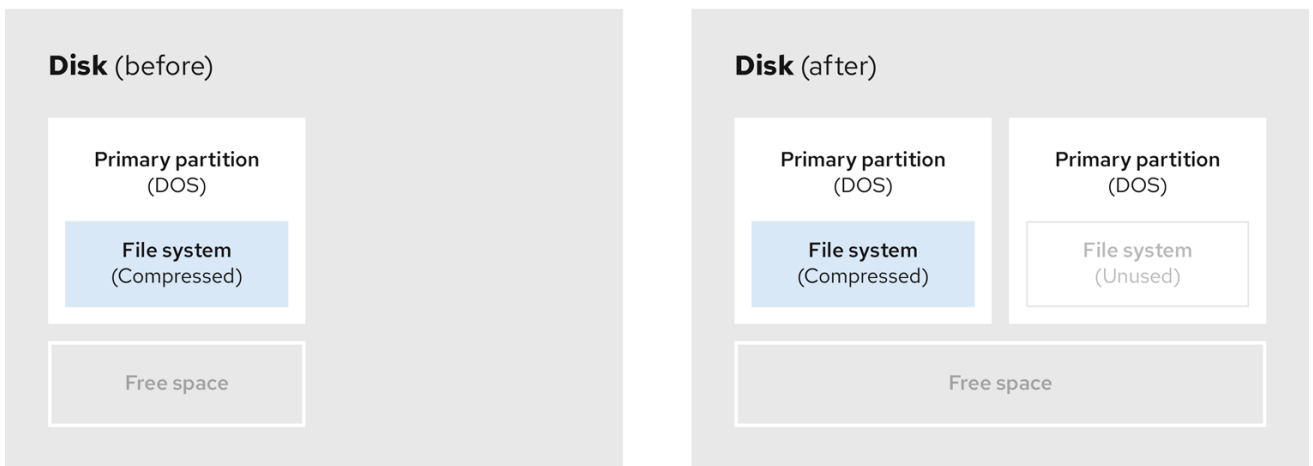 Disk (before)
Primary partition
(DOS)
File system
(Compressed)
Free space
Disk (after)
Primary partition
(DOS)
File system
(Compressed)
Primary partition
(DOS)
File system
(Unused)
Free space